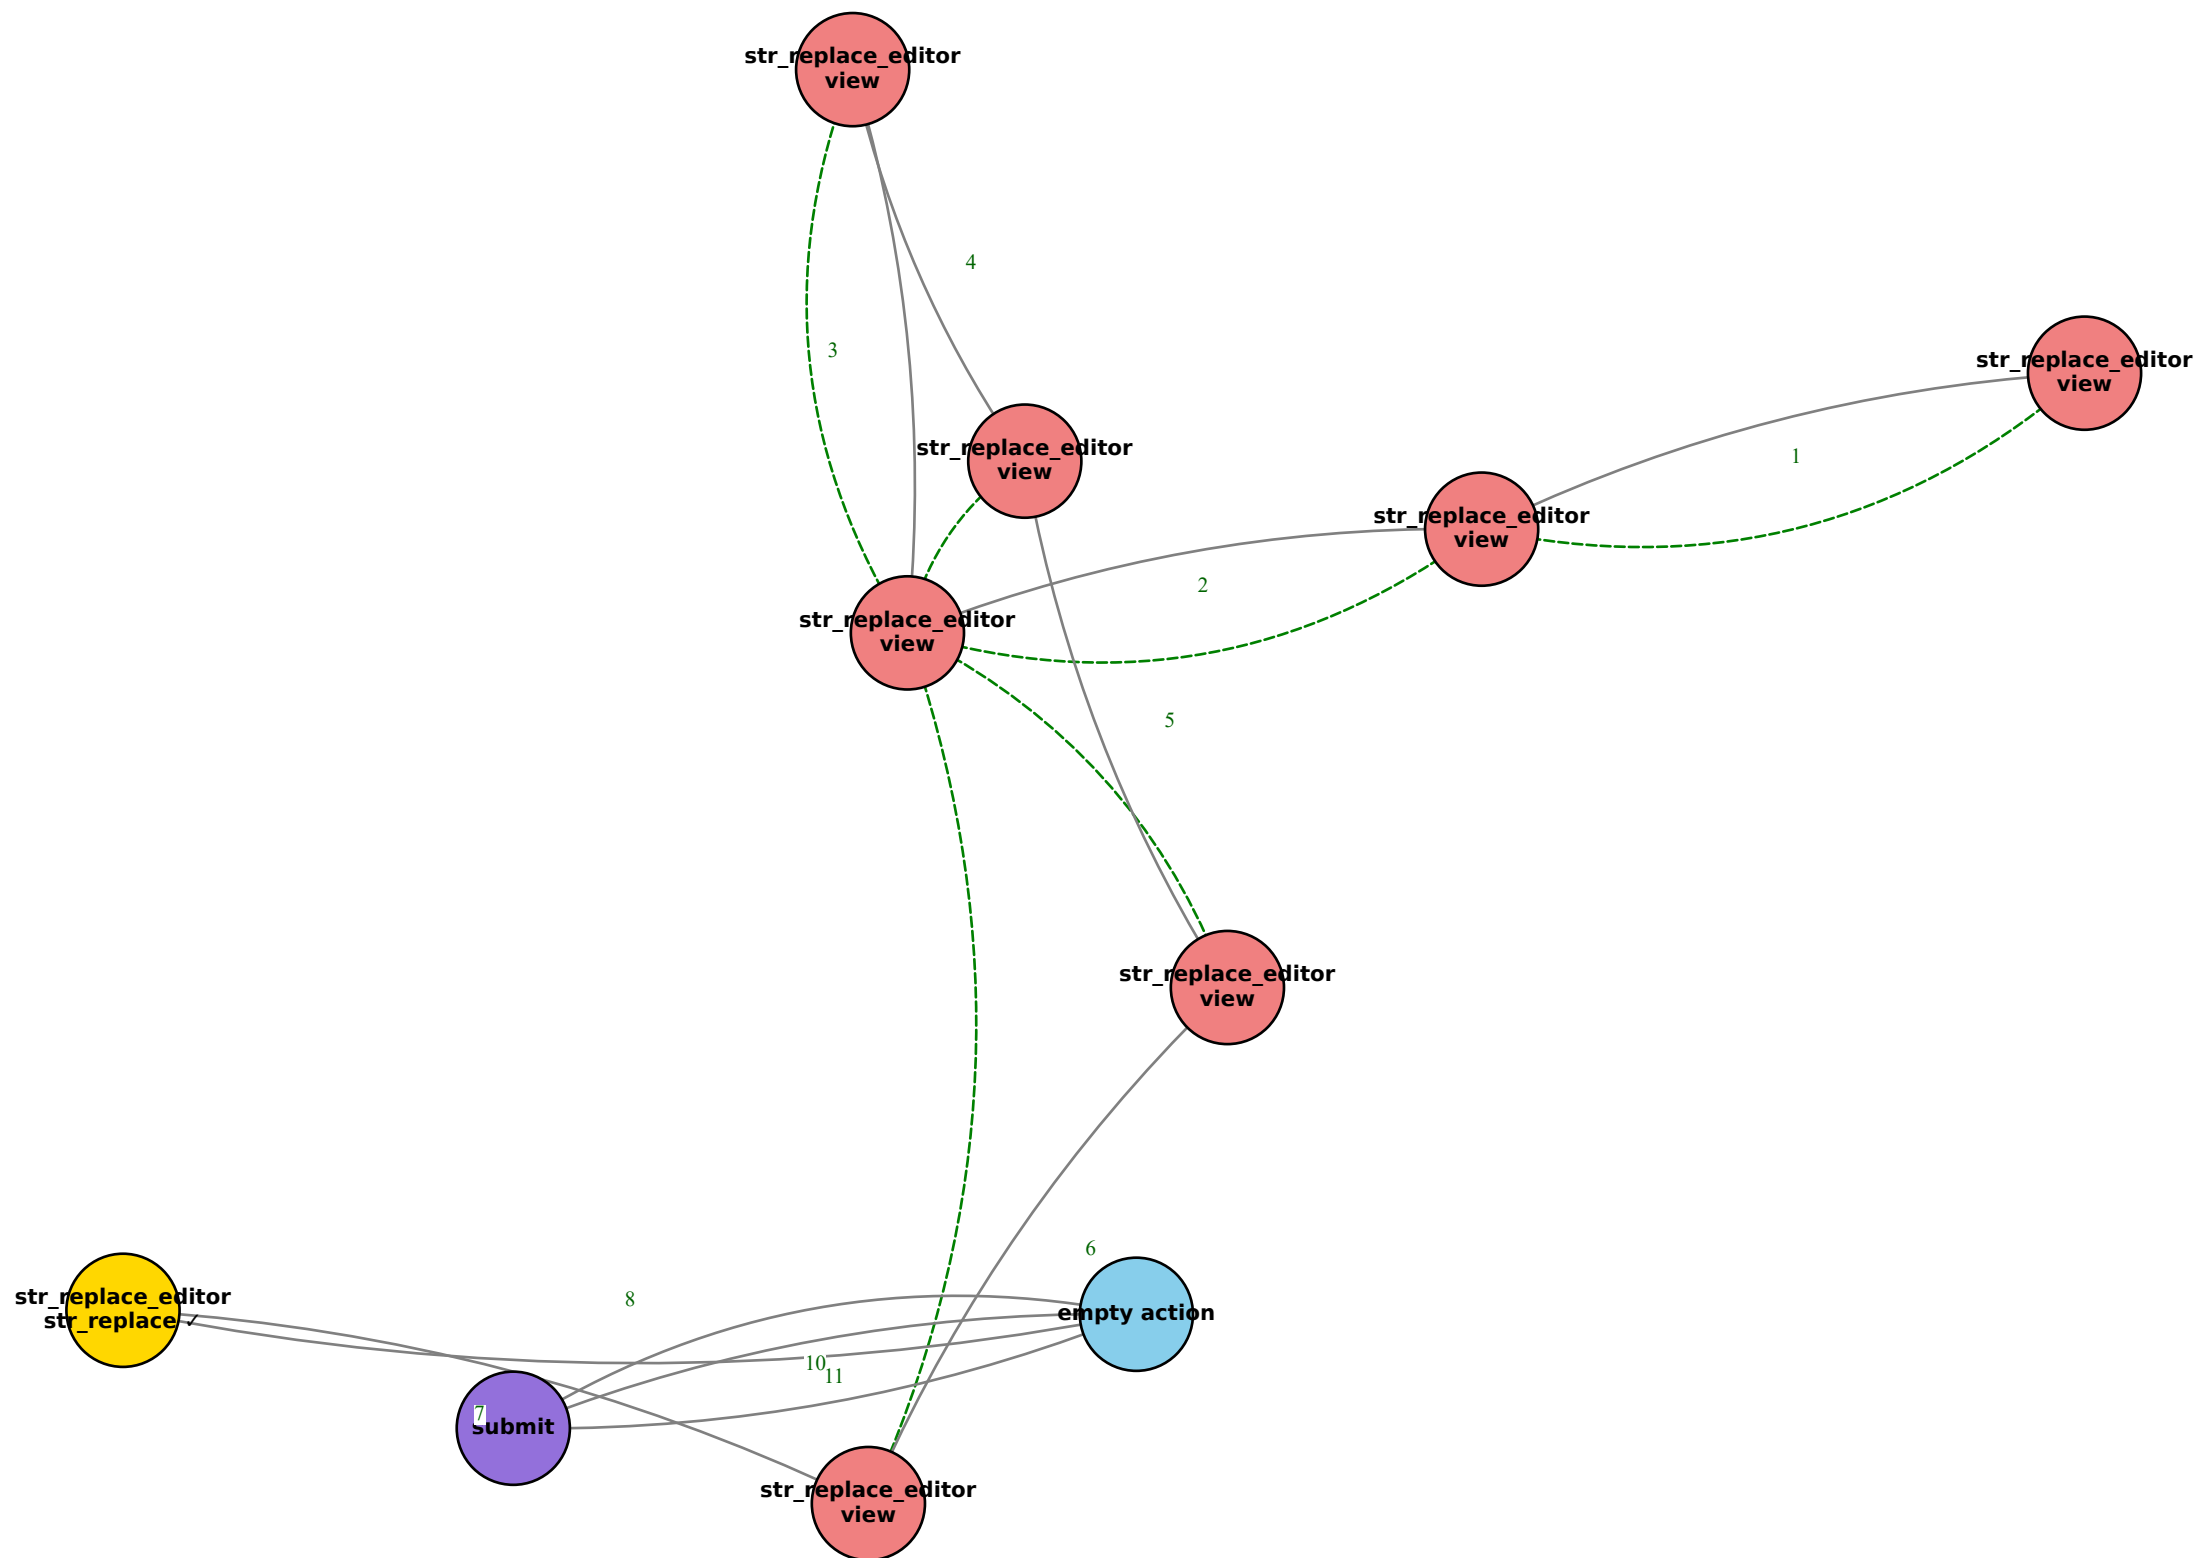 str_replace_editor
view
4
3
str_replace_editor
view
str_replace_editor
view
1
str_replace_editor
view
2
str_replace_editor
view
5
str_replace_editor
view
6
8
str_replace_editor
str_replace ✓
empty action
10
11
7
submit
str_replace_editor
view